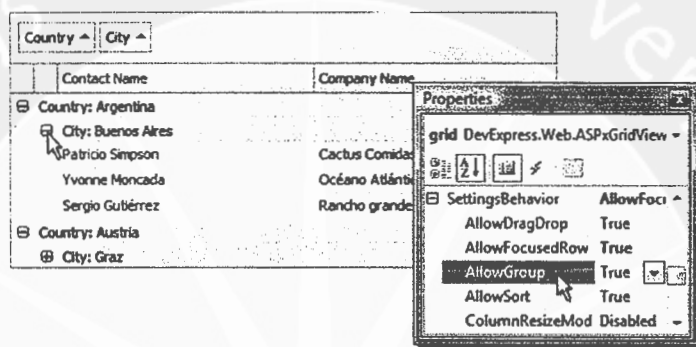 Country City
Contact Name Company Name
Country: Argentina
City: Buenos Aires
Patricio Simpson Cactus Comidas
Yvonne Moncada Océano Atlánti
Sergio Gutiérrez Rancho grande
Country: Austria
City: Graz
Properties
grid DevExpress.Web.ASPxGridView
SettingsBehavior AllowFocu
AllowDragDrop True
AllowFocusedRow True
AllowGroup True
AllowSort True
ColumnResizeMod Disabled